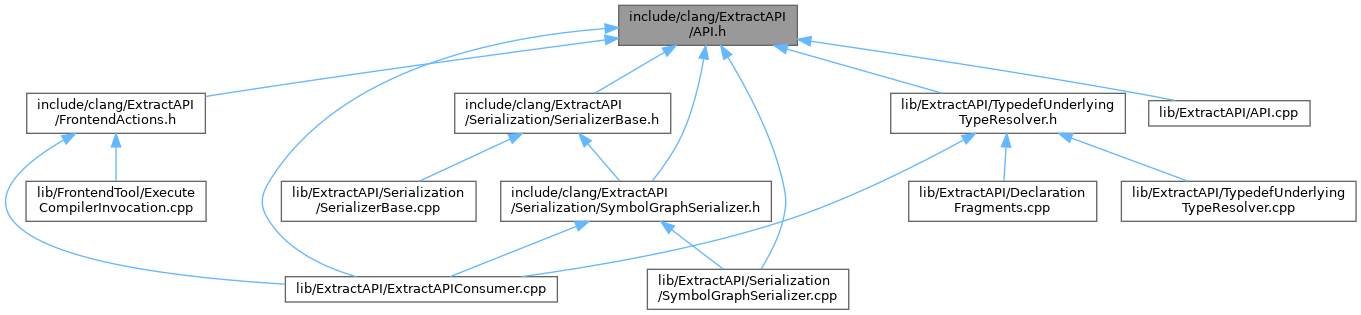 include/clang/ExtractAPI
/API.h
include/clang/ExtractAPI
/FrontendActions.h
include/clang/ExtractAPI
/Serialization/SerializerBase.h
lib/ExtractAPI/TypedefUnderlying
TypeResolver.h
lib/ExtractAPI/API.cpp
lib/FrontendTool/Execute
CompilerInvocation.cpp
lib/ExtractAPI/Serialization
/SerializerBase.cpp
include/clang/ExtractAPI
/Serialization/SymbolGraphSerializer.h
lib/ExtractAPI/Declaration
Fragments.cpp
lib/ExtractAPI/TypedefUnderlying
TypeResolver.cpp
lib/ExtractAPI/ExtractAPIConsumer.cpp
lib/ExtractAPI/Serialization
/SymbolGraphSerializer.cpp